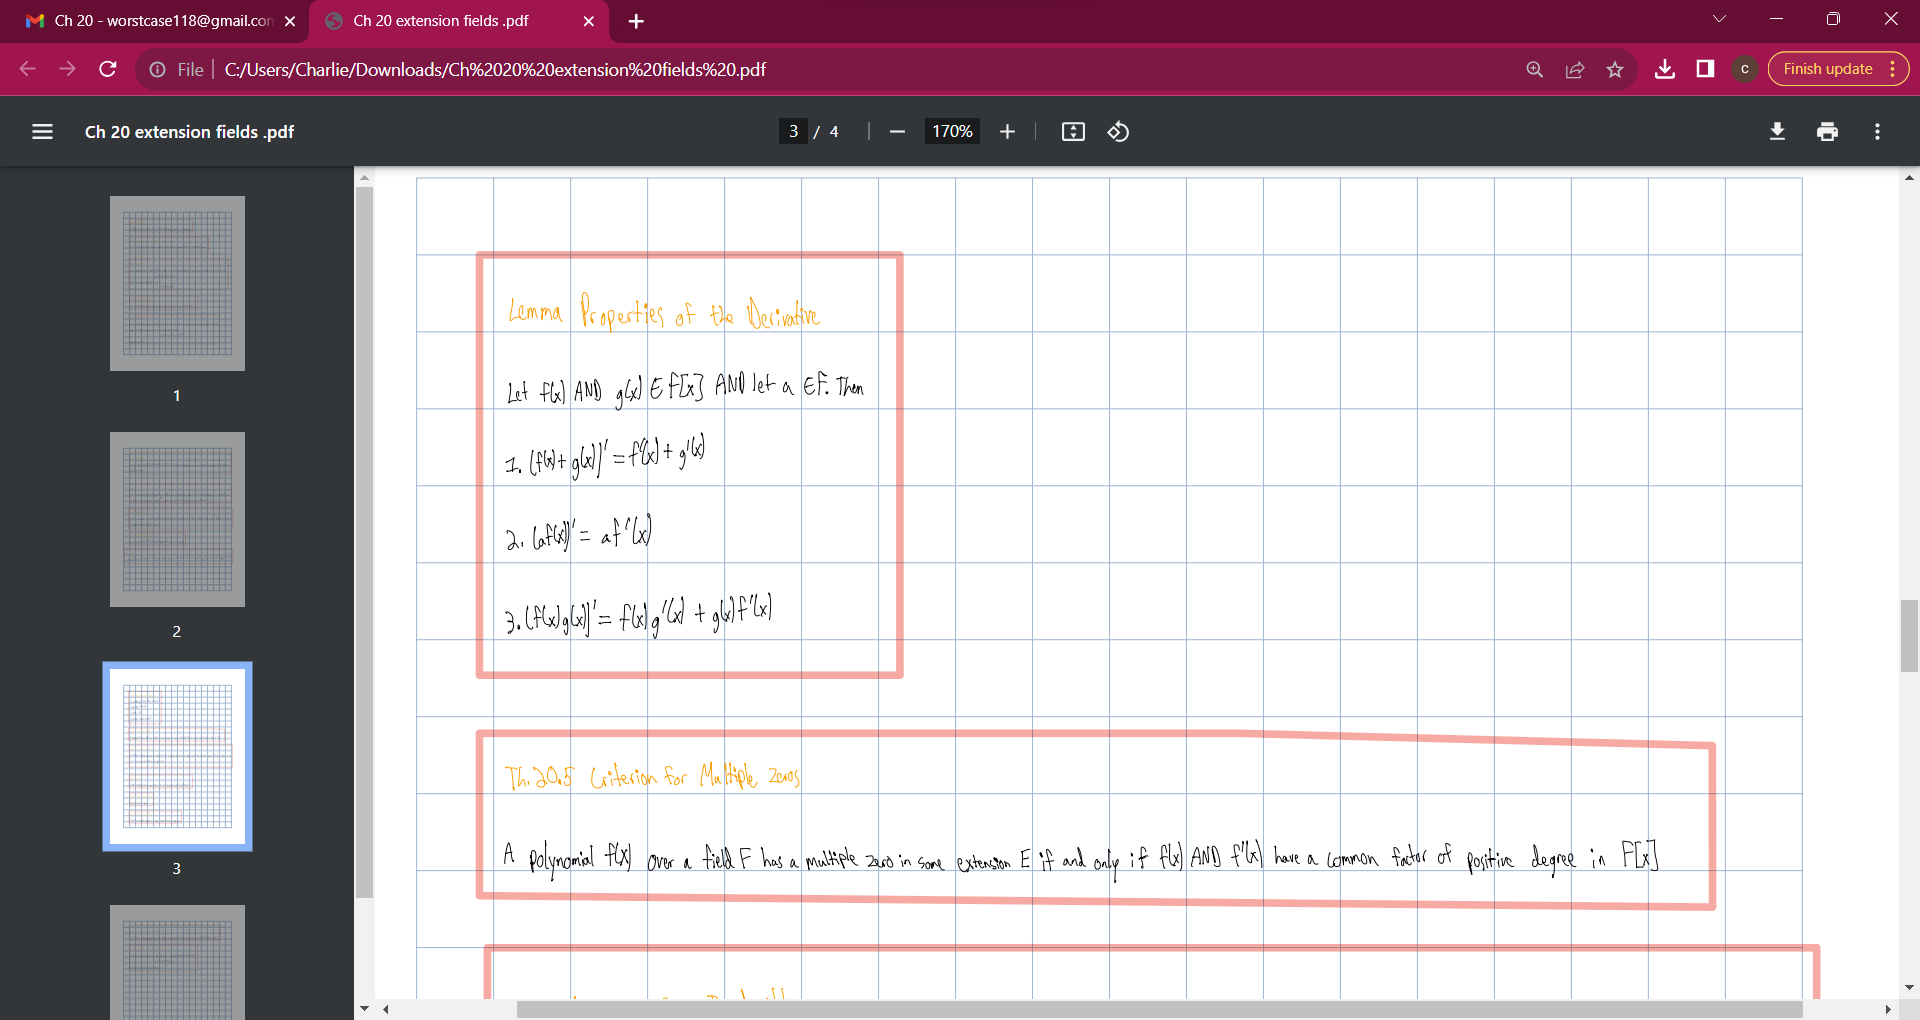 Ch 20 - worstcase118@gmail.con
Ch 20 extension fields .pdf
File
C:/Users/Charlie/Downloads/Ch%2020%20extension%20fields%20.pdf
C
Finish update
Ch 20 extension fields .pdf
3 / 4
170%
1
2
3
Lemma Properties of the Derivative
Let f(x) AND g(x) ∈ F[x] AND let a ∈ F. Then
1. (f(x) + g(x))' = f'(x) + g'(x)
2. (af(x))' = af'(x)
3. (f(x)g(x))' = f(x)g'(x) + g(x)f'(x)
Th. 20.5 Criterion for Multiple Zeros
A polynomial f(x) over a field F has a multiple zero in some extension E if and only if f(x) AND f'(x) have a common factor of positive degree in F[x]